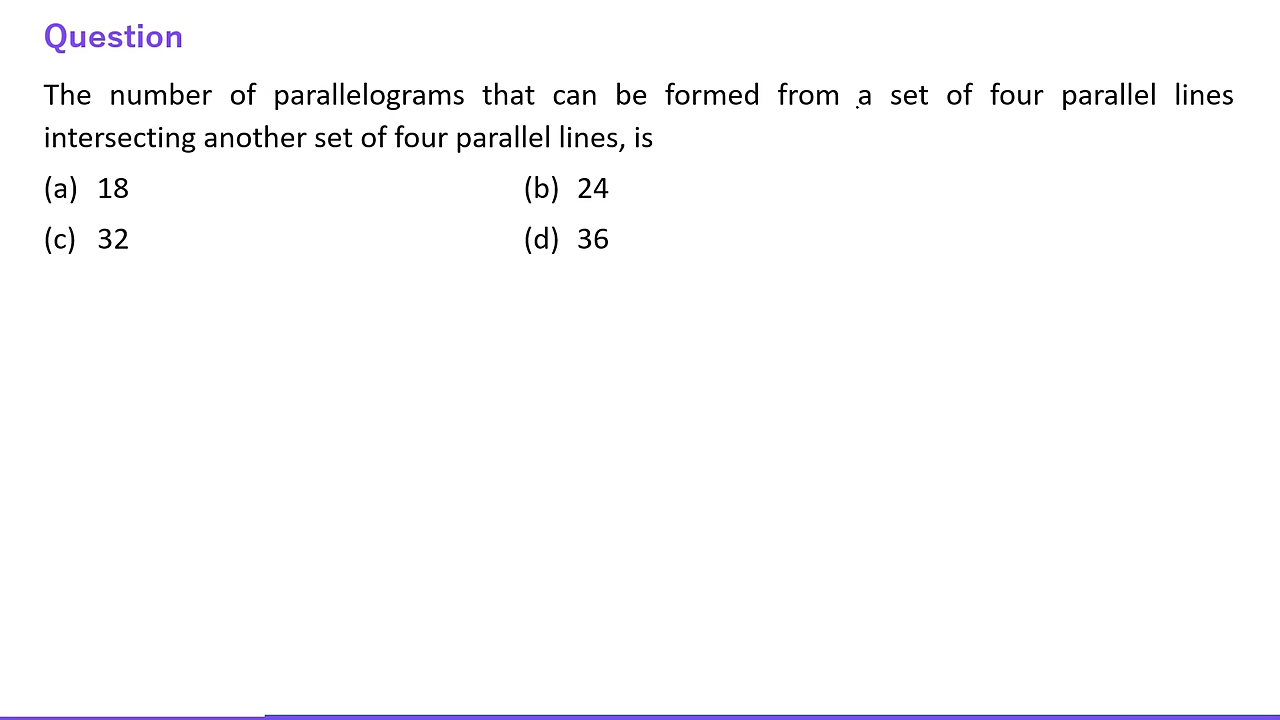 Question
The number of parallelograms that can be formed from a set of four parallel lines
intersecting another set of four parallel lines, is
(a) 18 (b) 24
(c) 32 (d) 36